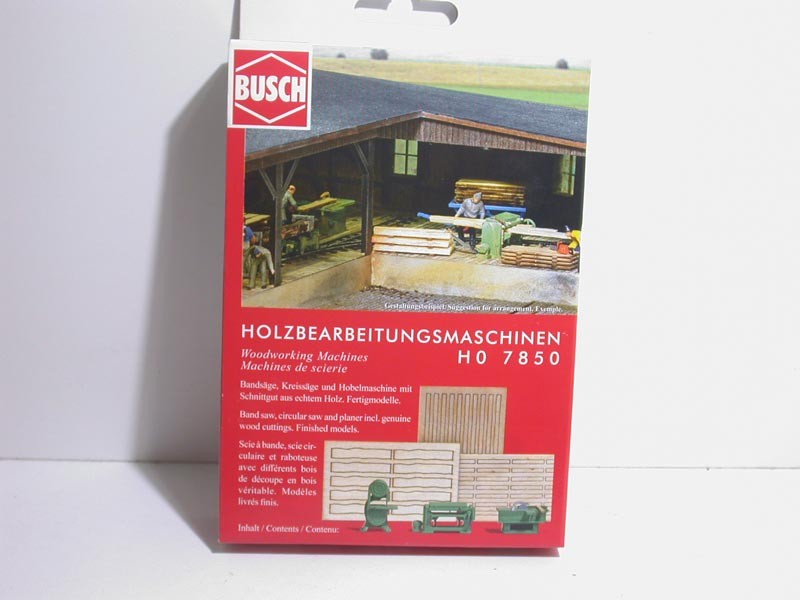 BUSCH
Gestaltungsbeispiel. Suggestion for arrangement. Exemple.
HOLZBEARBEITUNGSMASCHINEN
Woodworking Machines
H0 7850
Machines de scierie
Bandsäge, Kreissäge und Hobelmaschine mit
Schnittgut aus echtem Holz. Fertigmodelle.
Band saw, circular saw and planer incl. genuine
wood cuttings. Finished models.
Scie à bande, scie cir-
culaire et raboteuse
avec différents bois
de découpe en bois
véritable. Modèles
livrés finis.
Inhalt / Contents / Contenu: